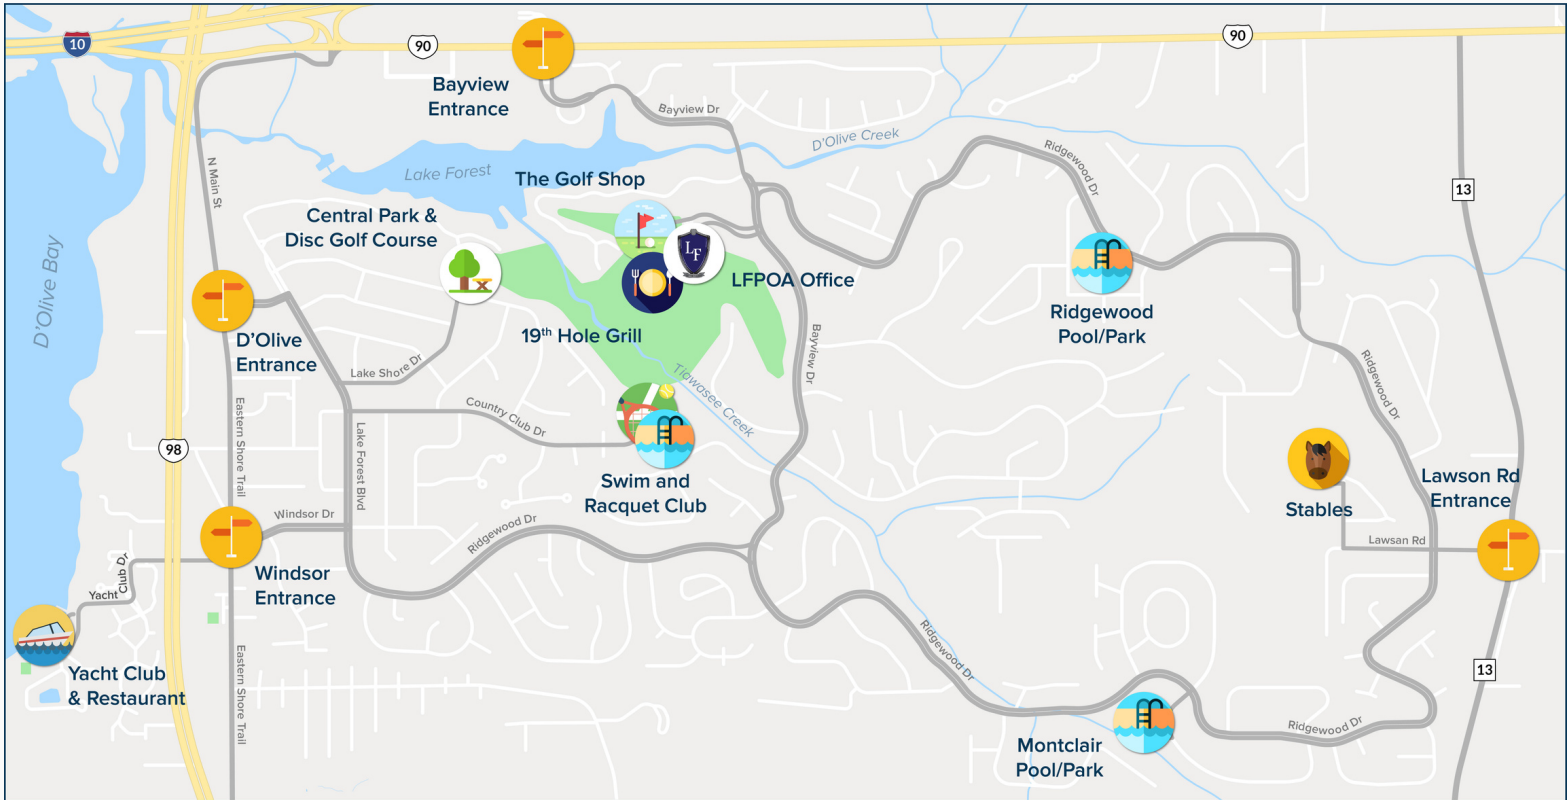 10
90
90
Bayview
Entrance
Bayview Dr
D'Olive Creek
Lake Forest
Ridgewood Dr
N Main St
The Golf Shop
13
Central Park &
Disc Golf Course
LF
LFPOA Office
D'Olive Bay
D'Olive
Entrance
19th Hole Grill
Ridgewood
Pool/Park
Bayview Dr
Lake Shore Dr
Tiawasee Creek
Ridgewood Dr
Country Club Dr
Eastern Shore Trail
98
Lake Forest Blvd
Swim and
Racquet Club
Stables
Lawson Rd
Entrance
Windsor Dr
Ridgewood Dr
Lawsan Rd
Windsor
Entrance
Yacht Club Dr
Yacht Club
& Restaurant
Eastern Shore Trail
Ridgewood Dr
13
Ridgewood Dr
Montclair
Pool/Park